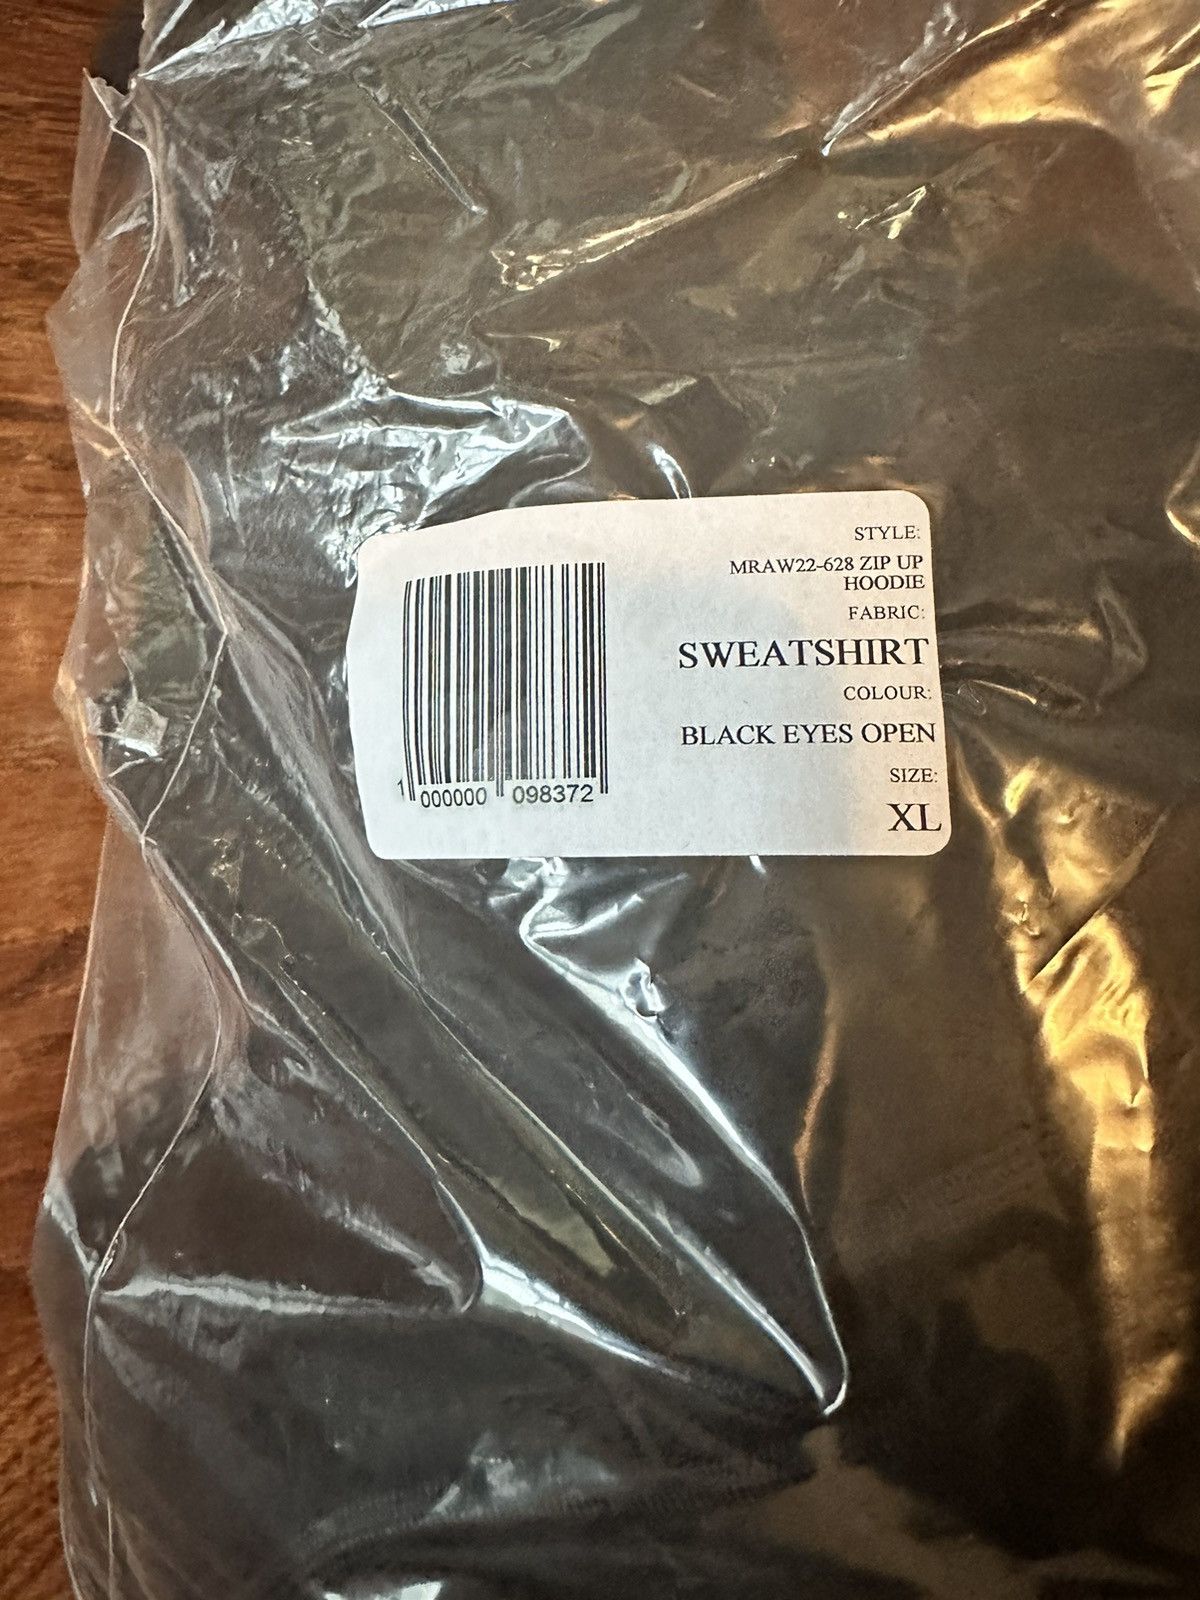 STYLE:
MRAW22-628 ZIP UP
HOODIE
FABRIC:
SWEATSHIRT
COLOUR:
BLACK EYES OPEN
SIZE:
XL
1 000000 098372